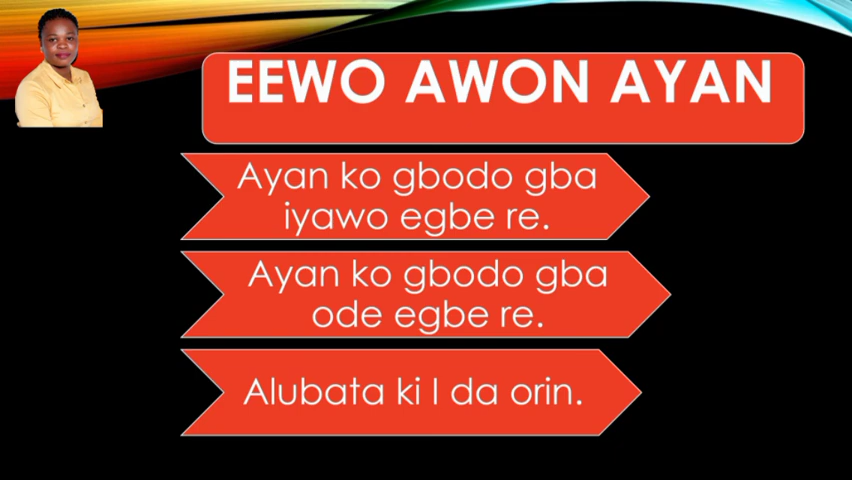 EEWO AWON AYAN
Ayan ko gbodo gba
iyawo egbe re.
Ayan ko gbodo gba
ode egbe re.
Alubata ki I da orin.